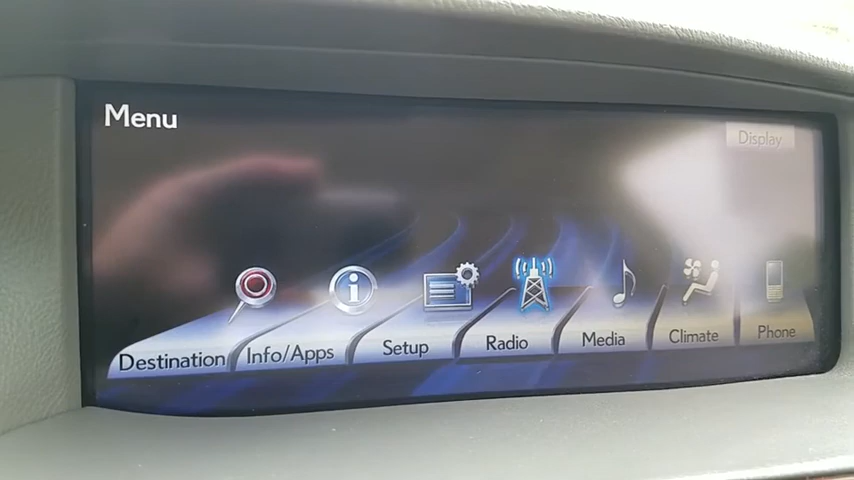 Menu
Display
Destination
Info/Apps
Setup
Radio
Media
Climate
Phone